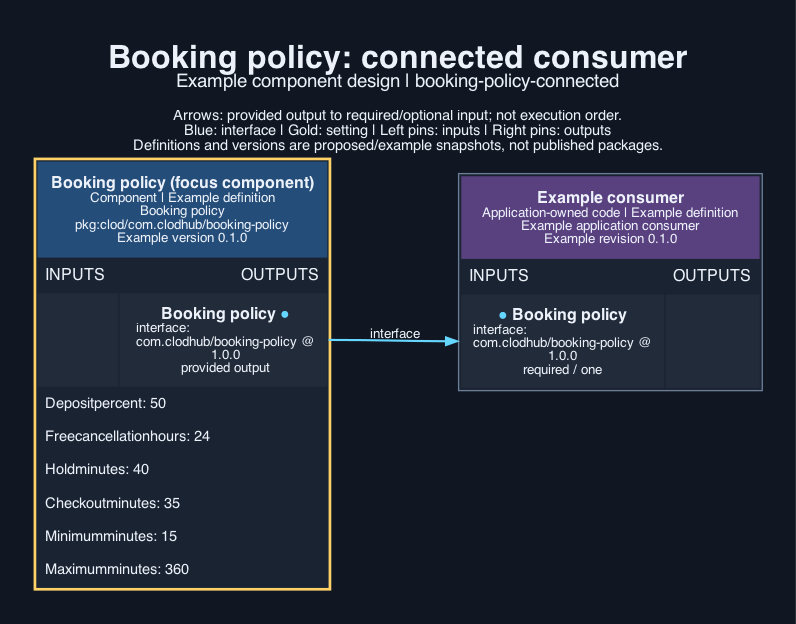 Booking policy: connected consumer
Example component design | booking-policy-connected
Arrows: provided output to required/optional input; not execution order.
Blue: interface | Gold: setting | Left pins: inputs | Right pins: outputs
Definitions and versions are proposed/example snapshots, not published packages.
Booking policy (focus component)
Component | Example definition
Booking policy
pkg:clod/com.clodhub/booking-policy
Example version 0.1.0
INPUTS
OUTPUTS
Booking policy
interface:
com.clodhub/booking-policy @
1.0.0
provided output
Depositpercent: 50
Freecancellationhours: 24
Holdminutes: 40
Checkoutminutes: 35
Minimumminutes: 15
Maximumminutes: 360
interface
Example consumer
Application-owned code | Example definition
Example application consumer
Example revision 0.1.0
INPUTS
OUTPUTS
Booking policy
interface:
com.clodhub/booking-policy @
1.0.0
required / one